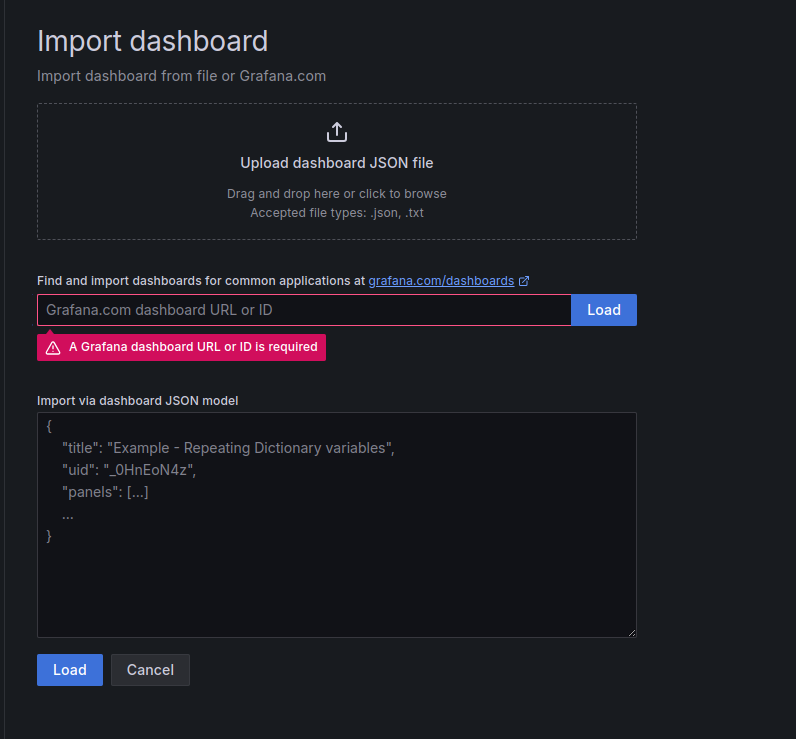 Import dashboard
Import dashboard from file or Grafana.com
Upload dashboard JSON file
Drag and drop here or click to browse
Accepted file types: .json, .txt
Find and import dashboards for common applications at grafana.com/dashboards
Grafana.com dashboard URL or ID
Load
A Grafana dashboard URL or ID is required
Import via dashboard JSON model
{
    "title": "Example - Repeating Dictionary variables",
    "uid": "_0HnEoN4z",
    "panels": [...]
    ...
}
Load Cancel